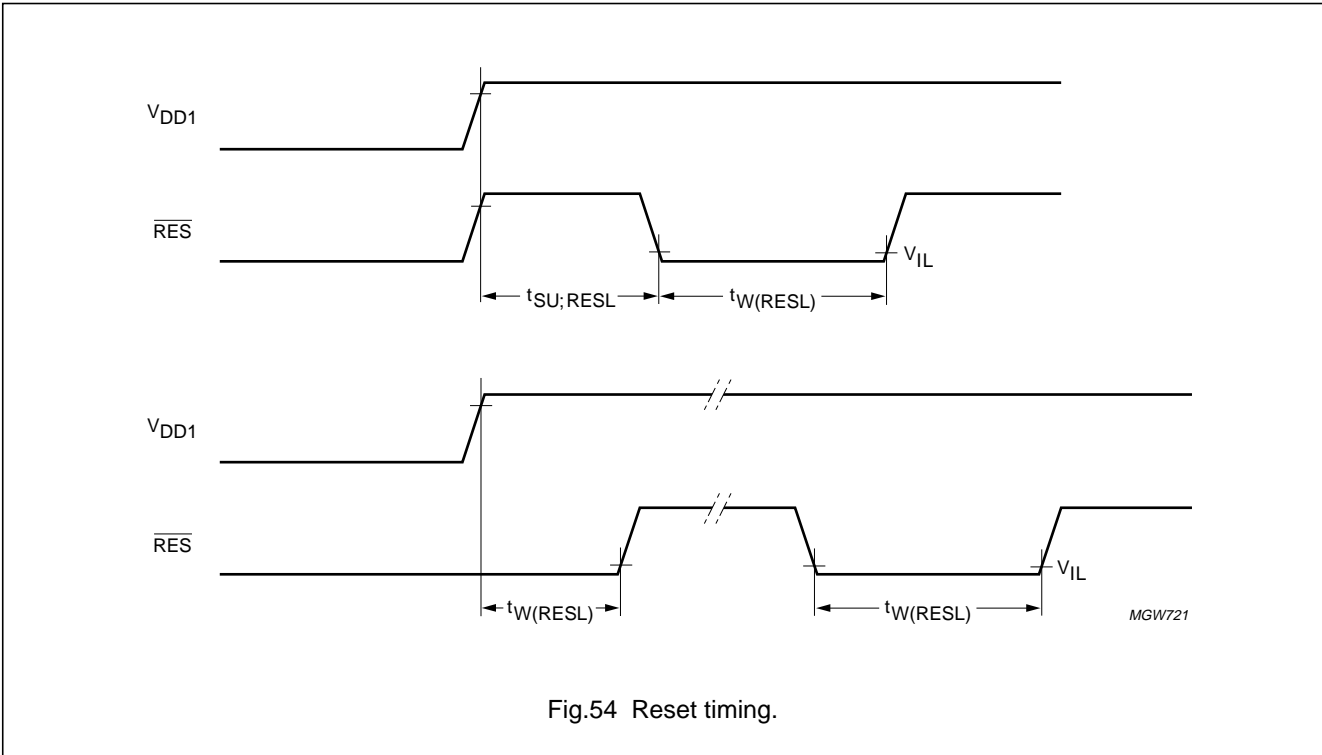 VDD1
RES
VIL
tSU; RESL
tW(RESL)
VDD1
RES
VIL
tW(RESL)
tW(RESL)
MGW721
Fig.54 Reset timing.